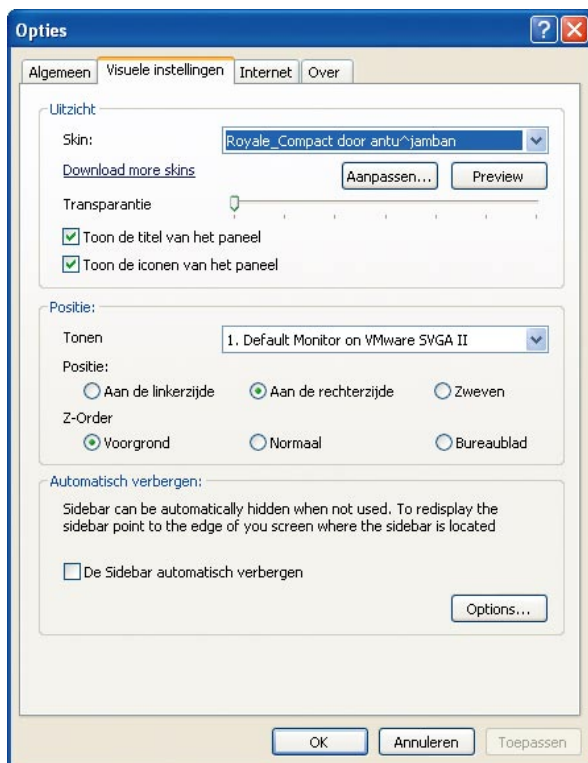 Opties
Algemeen Visuele instellingen Internet Over
Uitzicht
Skin: Royale_Compact door antu^jamban
Download more skins Aanpassen... Preview
Transparantie
Toon de titel van het paneel
Toon de iconen van het paneel
Positie:
Tonen 1. Default Monitor on VMware SVGA II
Positie:
Aan de linkerzijde Aan de rechterzijde Zweven
Z-Order
Voorgrond Normaal Bureaublad
Automatisch verbergen:
Sidebar can be automatically hidden when not used. To redisplay the
sidebar point to the edge of you screen where the sidebar is located
De Sidebar automatisch verbergen
Options...
OK Annuleren Toepassen